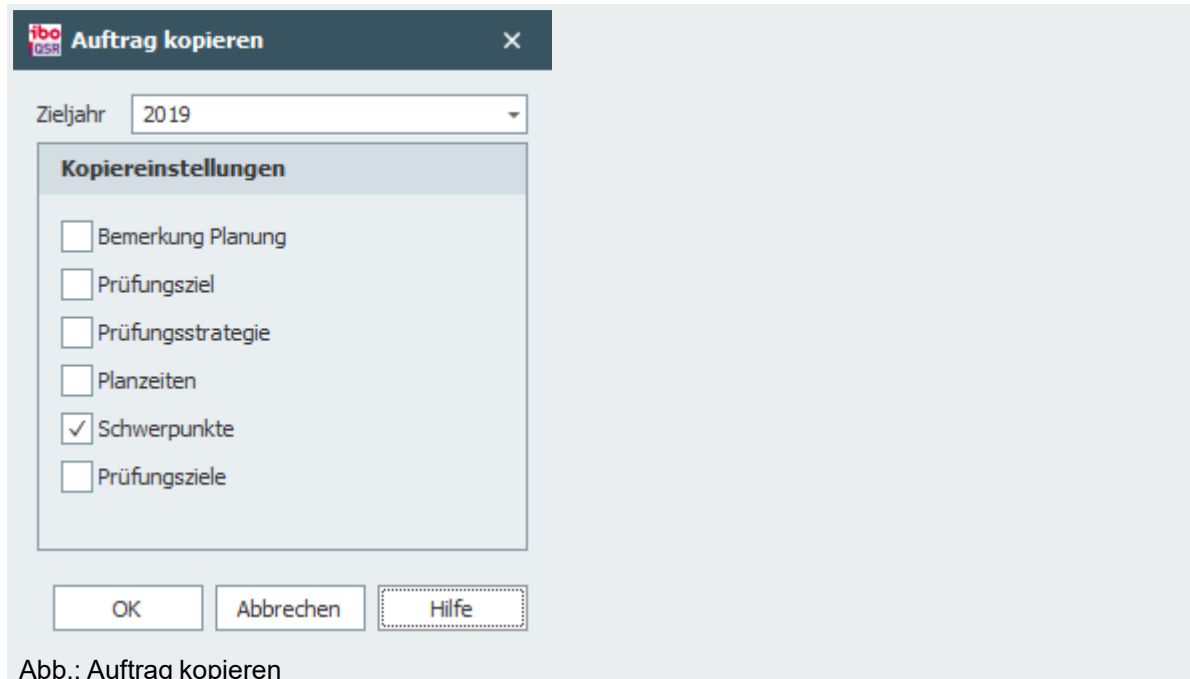 ibo QSR Auftrag kopieren
Zieljahr 2019
Kopiereinstellungen
Bemerkung Planung
Prüfungsziel
Prüfungsstrategie
Planzeiten
Schwerpunkte
Prüfungsziele
OK Abbrechen Hilfe
Abb.: Auftrag kopieren